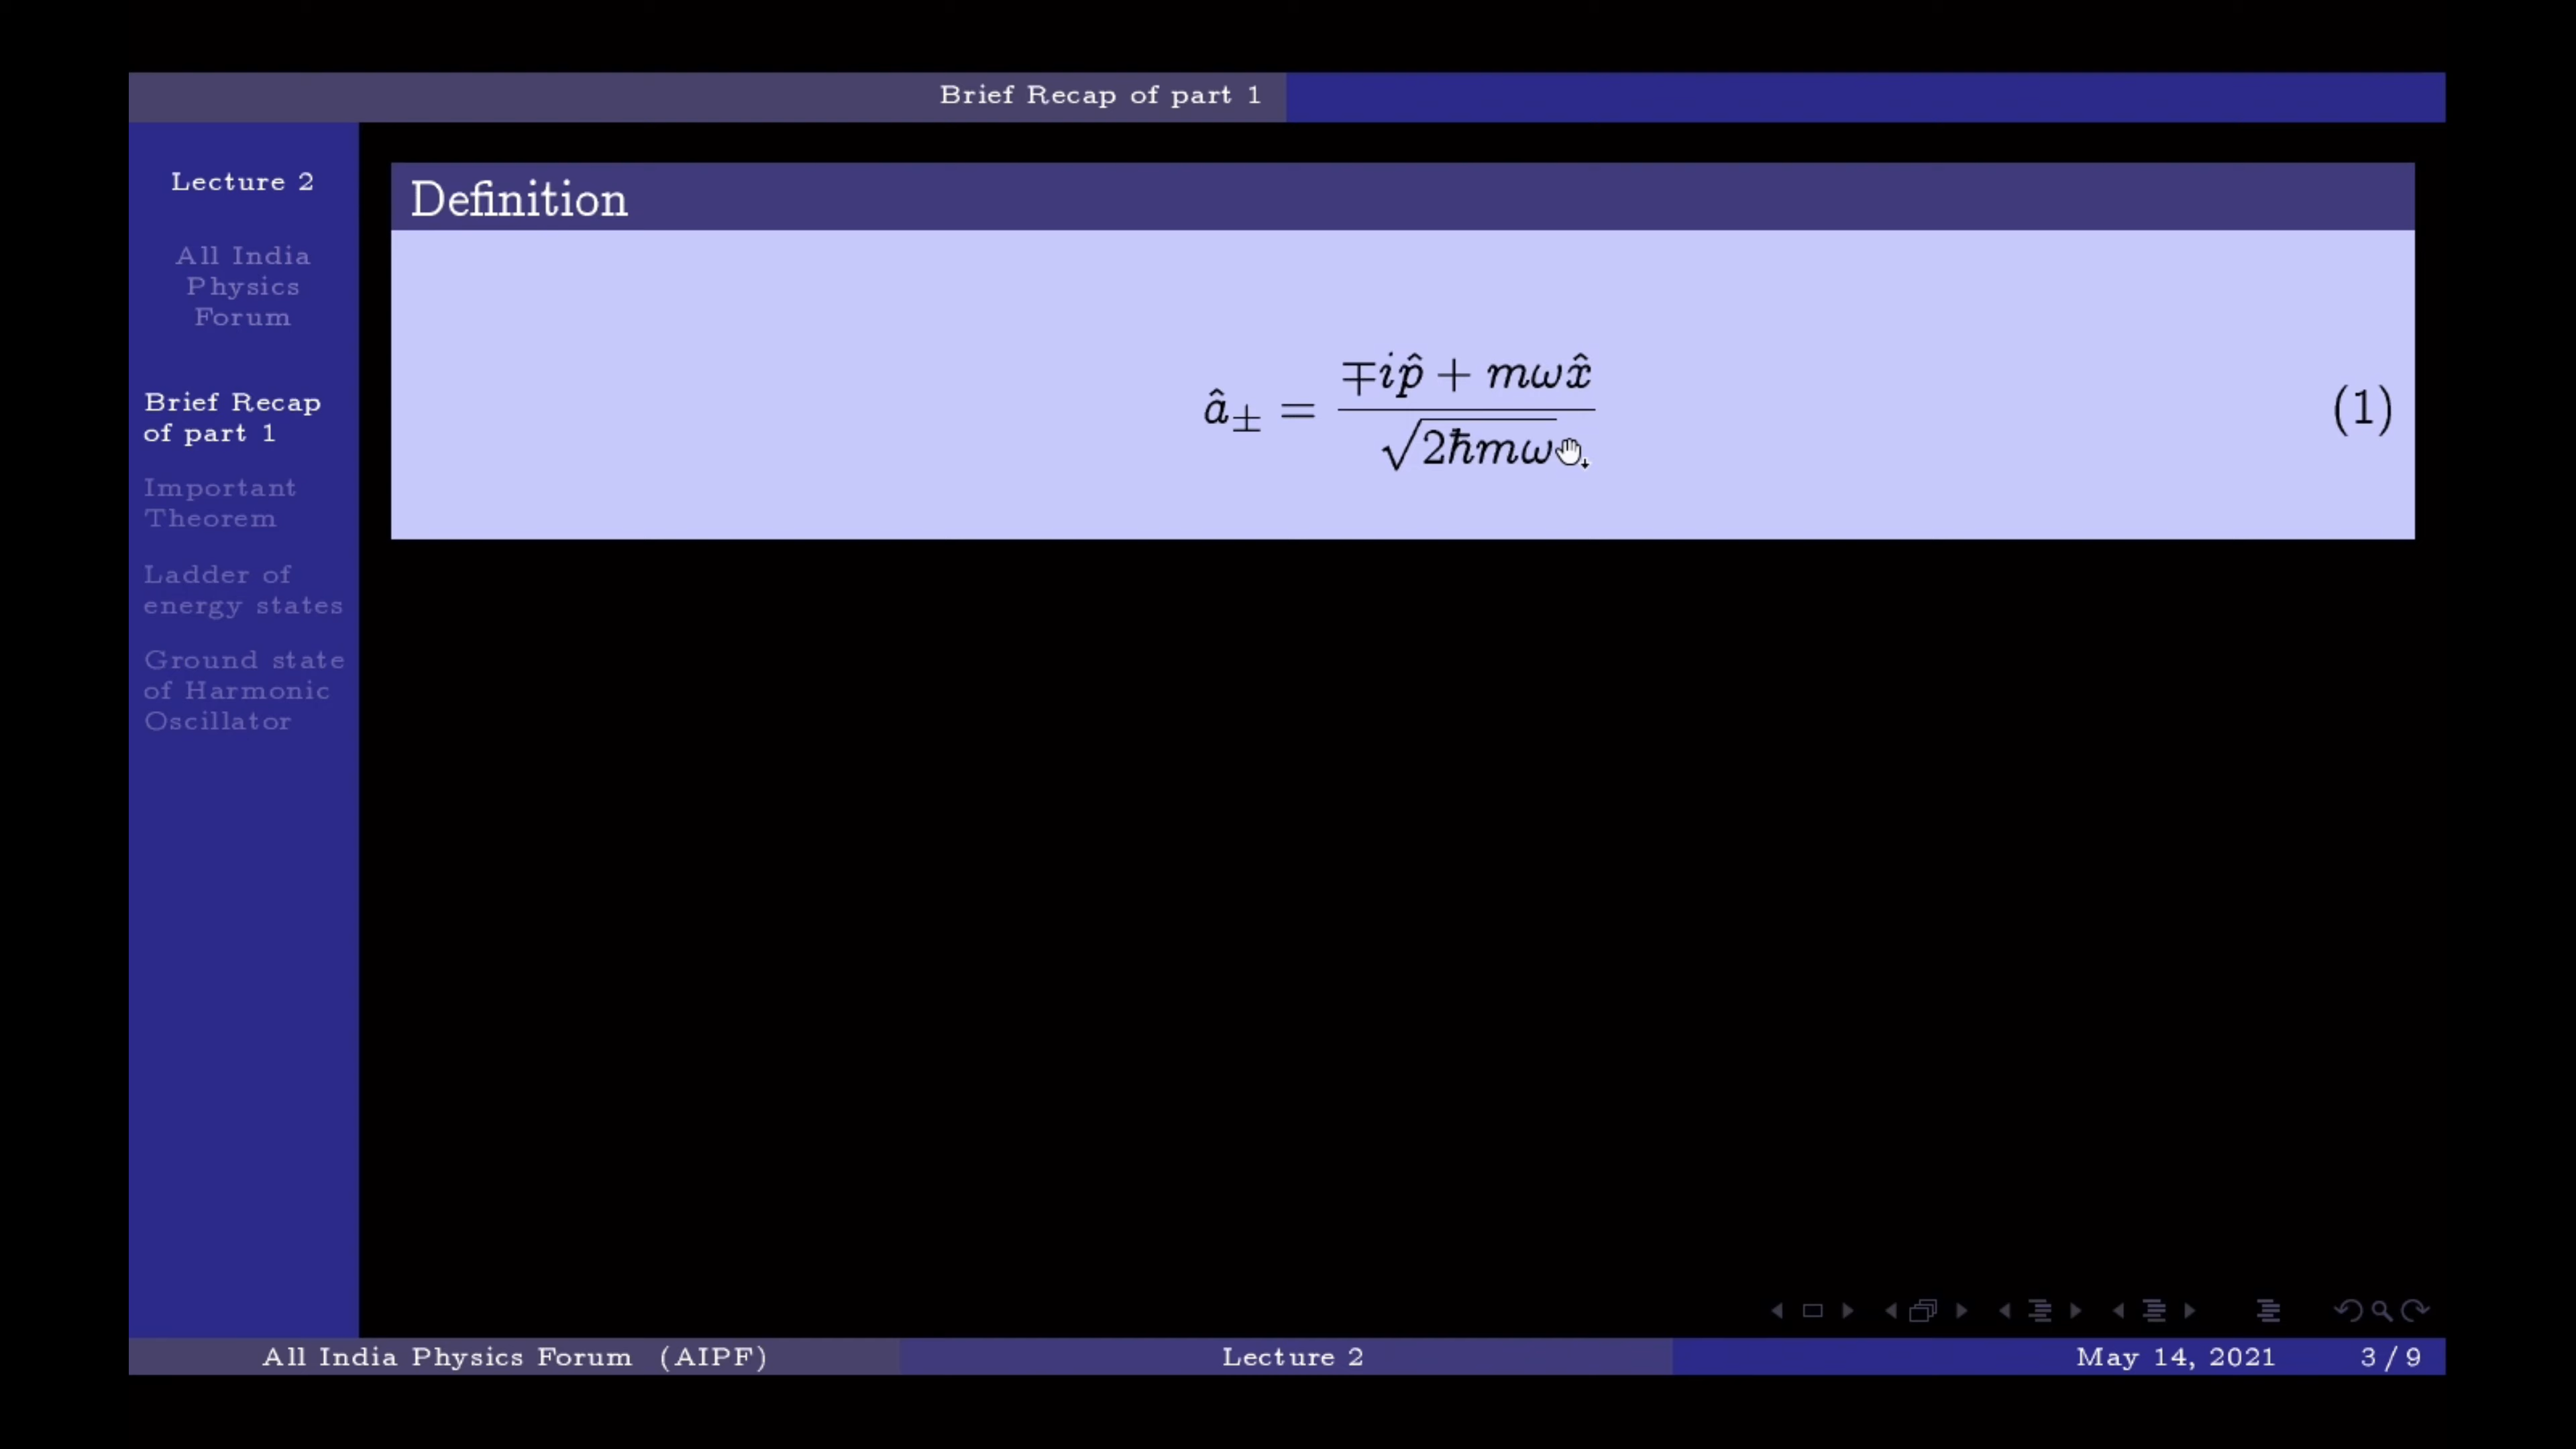 Brief Recap of part 1
Lecture 2
All India
Physics
Forum
Brief Recap
of part 1
Important
Theorem
Ladder of
energy states
Ground state
of Harmonic
Oscillator
Definition
â± = (∓ip̂ + mωx̂) / √(2ħmω) (1)
All India Physics Forum (AIPF) Lecture 2 May 14, 2021 3 / 9